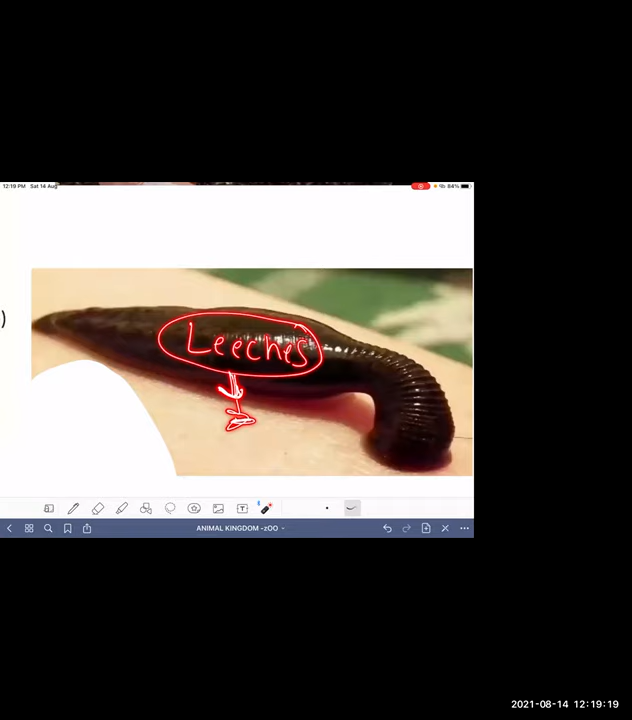 12:19 PM Sat 14 Aug
84%
)
Leeches
ANIMAL KINGDOM -zOO
2021-08-14 12:19:19